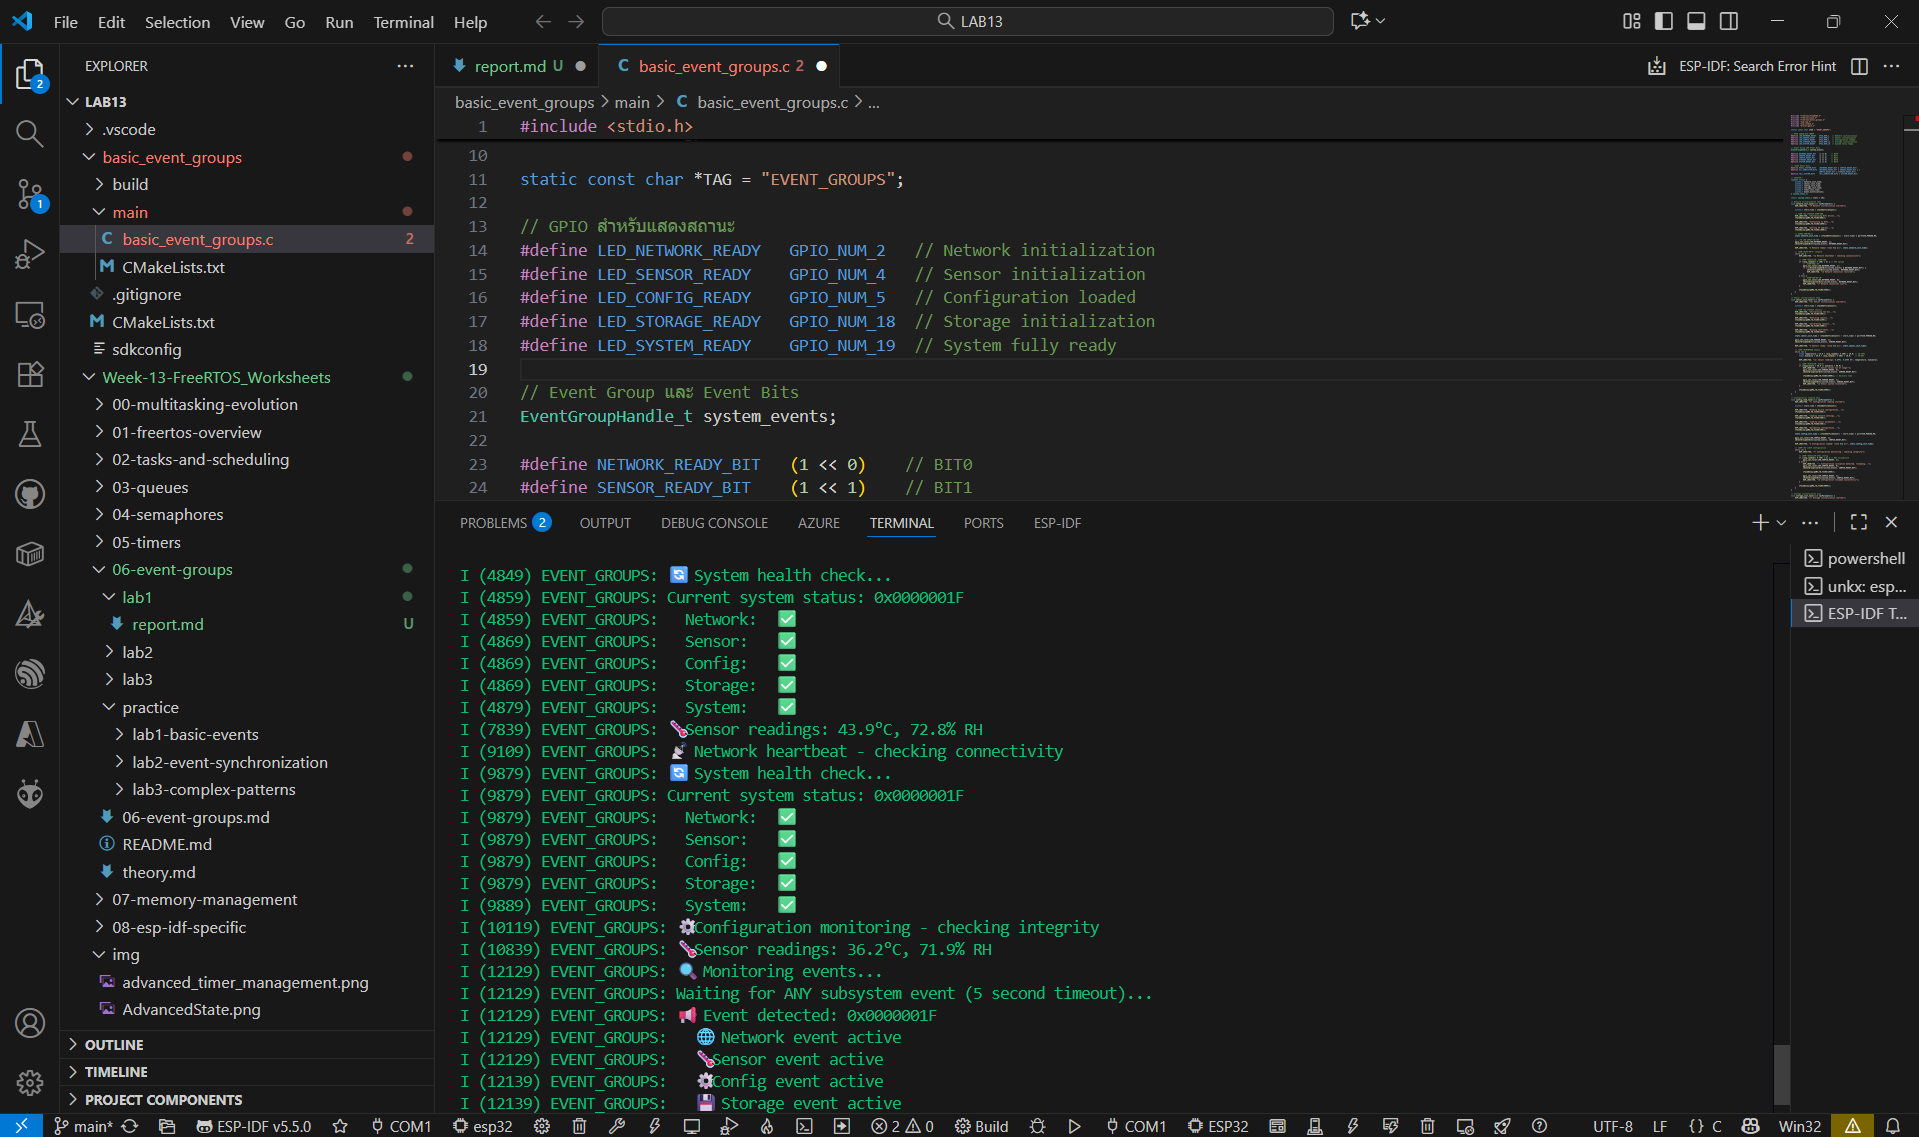 File Edit Selection View Go Run Terminal Help
LAB13
EXPLORER
LAB13
.vscode
basic_event_groups
build
main
basic_event_groups.c 2
CMakeLists.txt
.gitignore
CMakeLists.txt
sdkconfig
Week-13-FreeRTOS_Worksheets
00-multitasking-evolution
01-freertos-overview
02-tasks-and-scheduling
03-queues
04-semaphores
05-timers
06-event-groups
lab1
report.md U
lab2
lab3
practice
lab1-basic-events
lab2-event-synchronization
lab3-complex-patterns
06-event-groups.md
README.md
theory.md
07-memory-management
08-esp-idf-specific
img
advanced_timer_management.png
AdvancedState.png
OUTLINE
TIMELINE
PROJECT COMPONENTS
2
1
report.md U
basic_event_groups.c 2
ESP-IDF: Search Error Hint
basic_event_groups > main > C basic_event_groups.c > ...
1 #include <stdio.h>
10
11 static const char *TAG = "EVENT_GROUPS";
12
13 // GPIO สำหรับแสดงสถานะ
14 #define LED_NETWORK_READY GPIO_NUM_2 // Network initialization
15 #define LED_SENSOR_READY GPIO_NUM_4 // Sensor initialization
16 #define LED_CONFIG_READY GPIO_NUM_5 // Configuration loaded
17 #define LED_STORAGE_READY GPIO_NUM_18 // Storage initialization
18 #define LED_SYSTEM_READY GPIO_NUM_19 // System fully ready
19
20 // Event Group และ Event Bits
21 EventGroupHandle_t system_events;
22
23 #define NETWORK_READY_BIT (1 << 0) // BIT0
24 #define SENSOR_READY_BIT (1 << 1) // BIT1
PROBLEMS 2 OUTPUT DEBUG CONSOLE AZURE TERMINAL PORTS ESP-IDF
I (4849) EVENT_GROUPS: 🔄 System health check...
I (4859) EVENT_GROUPS: Current system status: 0x0000001F
I (4859) EVENT_GROUPS: Network: ✅
I (4869) EVENT_GROUPS: Sensor: ✅
I (4869) EVENT_GROUPS: Config: ✅
I (4869) EVENT_GROUPS: Storage: ✅
I (4879) EVENT_GROUPS: System: ✅
I (7839) EVENT_GROUPS: 🌡️Sensor readings: 43.9°C, 72.8% RH
I (9109) EVENT_GROUPS: 📡 Network heartbeat - checking connectivity
I (9879) EVENT_GROUPS: 🔄 System health check...
I (9879) EVENT_GROUPS: Current system status: 0x0000001F
I (9879) EVENT_GROUPS: Network: ✅
I (9879) EVENT_GROUPS: Sensor: ✅
I (9879) EVENT_GROUPS: Config: ✅
I (9879) EVENT_GROUPS: Storage: ✅
I (9889) EVENT_GROUPS: System: ✅
I (10119) EVENT_GROUPS: ⚙️Configuration monitoring - checking integrity
I (10839) EVENT_GROUPS: 🌡️Sensor readings: 36.2°C, 71.9% RH
I (12129) EVENT_GROUPS: 🔍 Monitoring events...
I (12129) EVENT_GROUPS: Waiting for ANY subsystem event (5 second timeout)...
I (12129) EVENT_GROUPS: 📢 Event detected: 0x0000001F
I (12129) EVENT_GROUPS: 🌐 Network event active
I (12129) EVENT_GROUPS: 🌡️Sensor event active
I (12139) EVENT_GROUPS: ⚙️Config event active
I (12139) EVENT_GROUPS: 💾 Storage event active
powershell
unkx: esp...
ESP-IDF T...
main* ESP-IDF v5.5.0 COM1 esp32 2 0 Build COM1 ESP32 UTF-8 LF {} C Win32